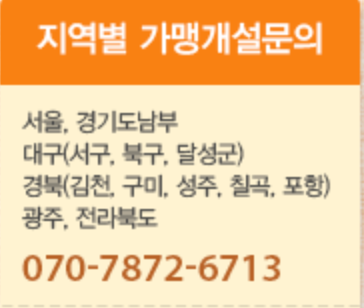 지역별 가맹개설문의
서울, 경기도남부
대구(서구, 북구, 달성군)
경북(김천, 구미, 성주, 칠곡, 포항)
광주, 전라북도
070-7872-6713